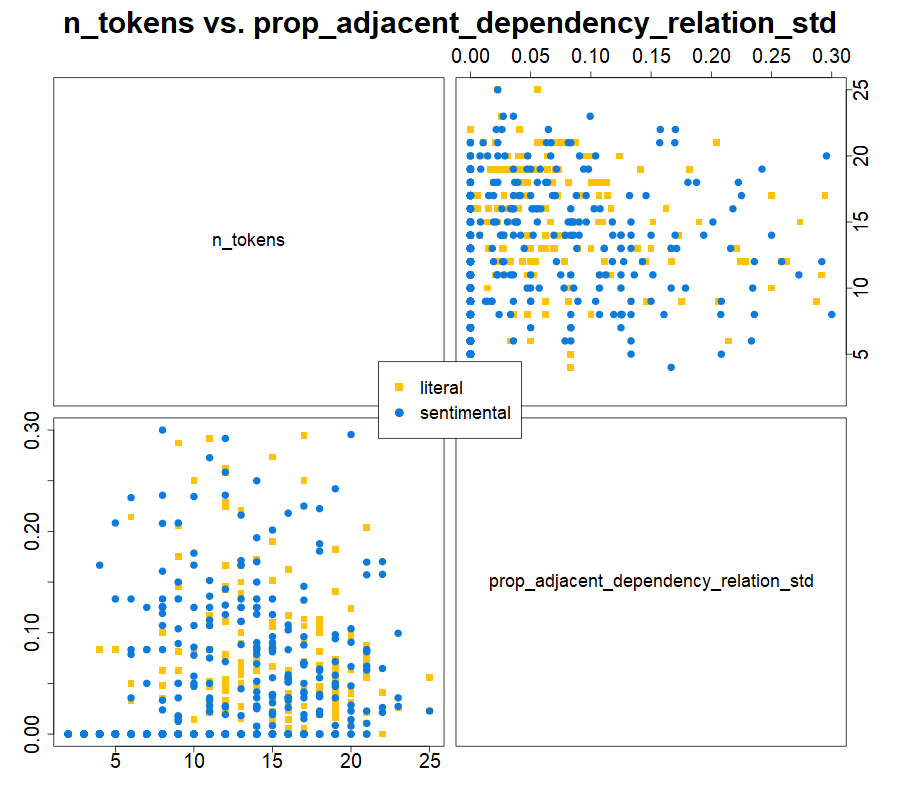 n_tokens vs. prop_adjacent_dependency_relation_std
0.00 0.05 0.10 0.15 0.20 0.25 0.30
n_tokens
25
20
15
10
5
literal
sentimental
0.30
0.20
0.10
0.00
prop_adjacent_dependency_relation_std
5 10 15 20 25